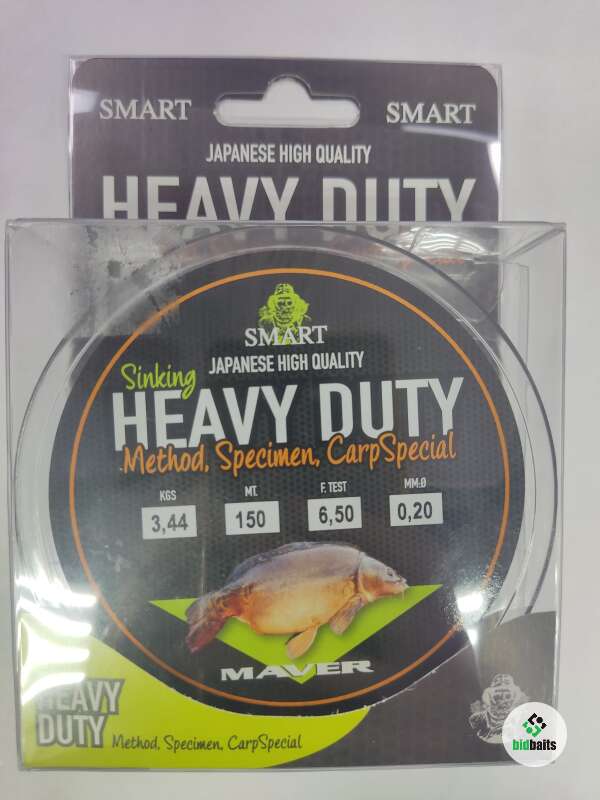 SMART SMART
JAPANESE HIGH QUALITY
HEAVY DUTY
SMART
JAPANESE HIGH QUALITY
Sinking
HEAVY DUTY
Method, Specimen, CarpSpecial
KGS MT. F. TEST MM.Ø
3,44 150 6,50 0,20
MAVER
HEAVY
DUTY
Method, Specimen, CarpSpecial
bidbaits